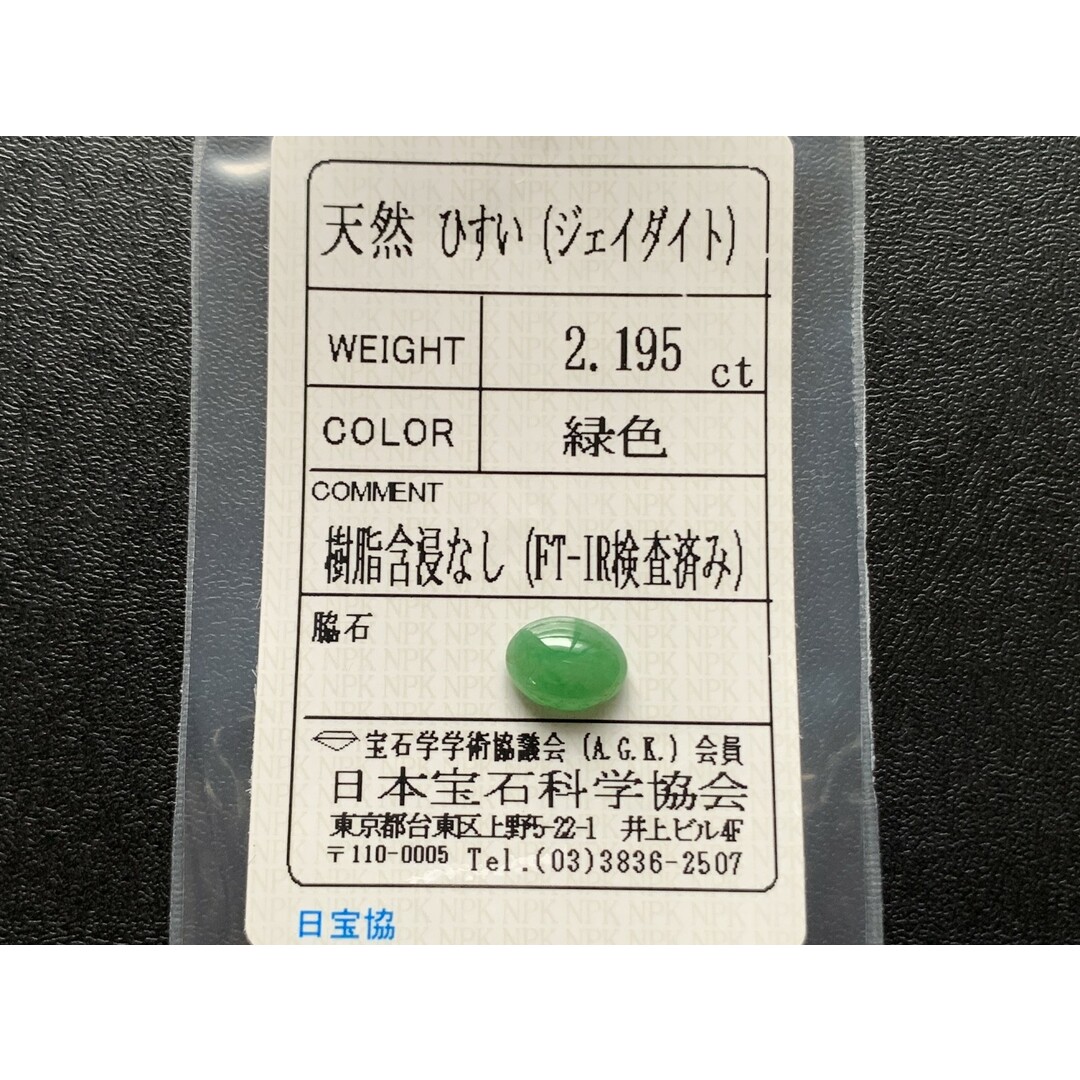 天然 ひすい (ジェイダイト)
WEIGHT 2.195 ct
COLOR 緑色
COMMENT
樹脂含浸なし (FT-IR検査済み)
脇石
宝石学学術協議会 (A.G.K.) 会員
日本宝石科学協会
東京都台東区上野5-22-1 井上ビル4F
〒110-0005 Tel.(03)3836-2507
日宝協